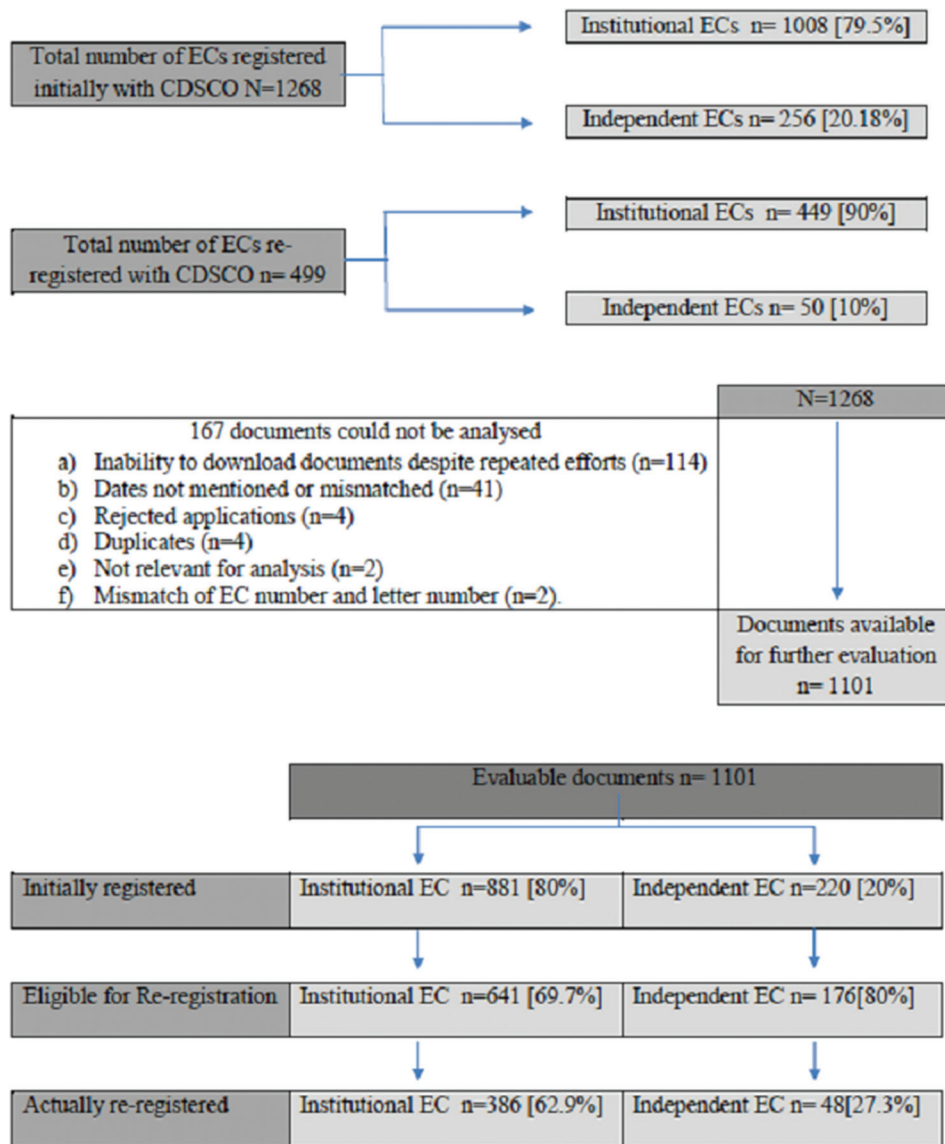 Total number of ECs registered
initially with CDSCO N=1268
Institutional ECs n= 1008 [79.5%]
Independent ECs n= 256 [20.18%]
Total number of ECs re-
registered with CDSCO n= 499
Institutional ECs n= 449 [90%]
Independent ECs n= 50 [10%]
N=1268
167 documents could not be analysed
a) Inability to download documents despite repeated efforts (n=114)
b) Dates not mentioned or mismatched (n=41)
c) Rejected applications (n=4)
d) Duplicates (n=4)
e) Not relevant for analysis (n=2)
f) Mismatch of EC number and letter number (n=2).
Documents available
for further evaluation
n= 1101
Evaluable documents n= 1101
Initially registered
Institutional EC n=881 [80%]
Independent EC n=220 [20%]
Eligible for Re-registration
Institutional EC n=641 [69.7%]
Independent EC n= 176[80%]
Actually re-registered
Institutional EC n=386 [62.9%]
Independent EC n= 48[27.3%]